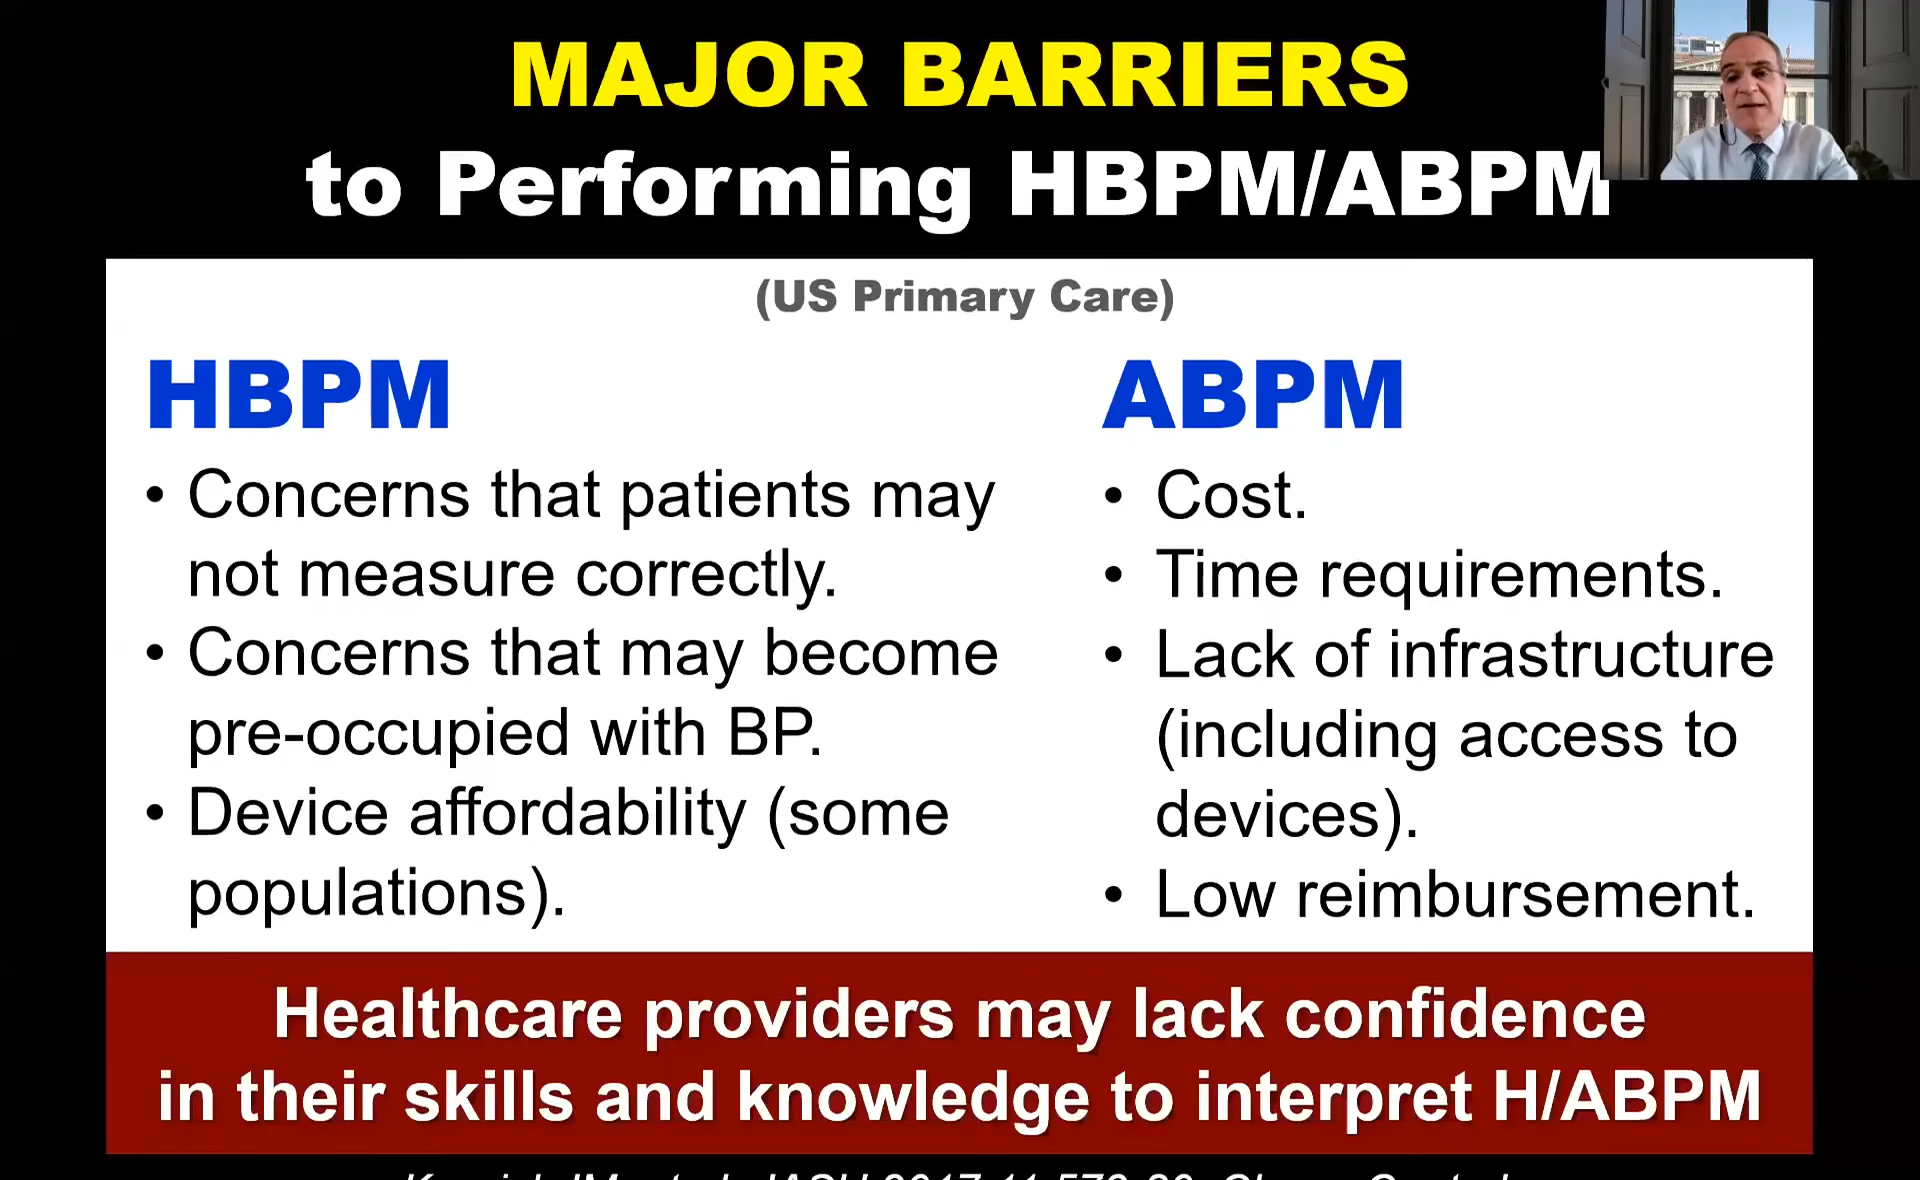 MAJOR BARRIERS
to Performing HBPM/ABPM
(US Primary Care)
HBPM
• Concerns that patients may
not measure correctly.
• Concerns that may become
pre-occupied with BP.
• Device affordability (some
populations).
ABPM
• Cost.
• Time requirements.
• Lack of infrastructure
(including access to
devices).
• Low reimbursement.
Healthcare providers may lack confidence
in their skills and knowledge to interpret H/ABPM